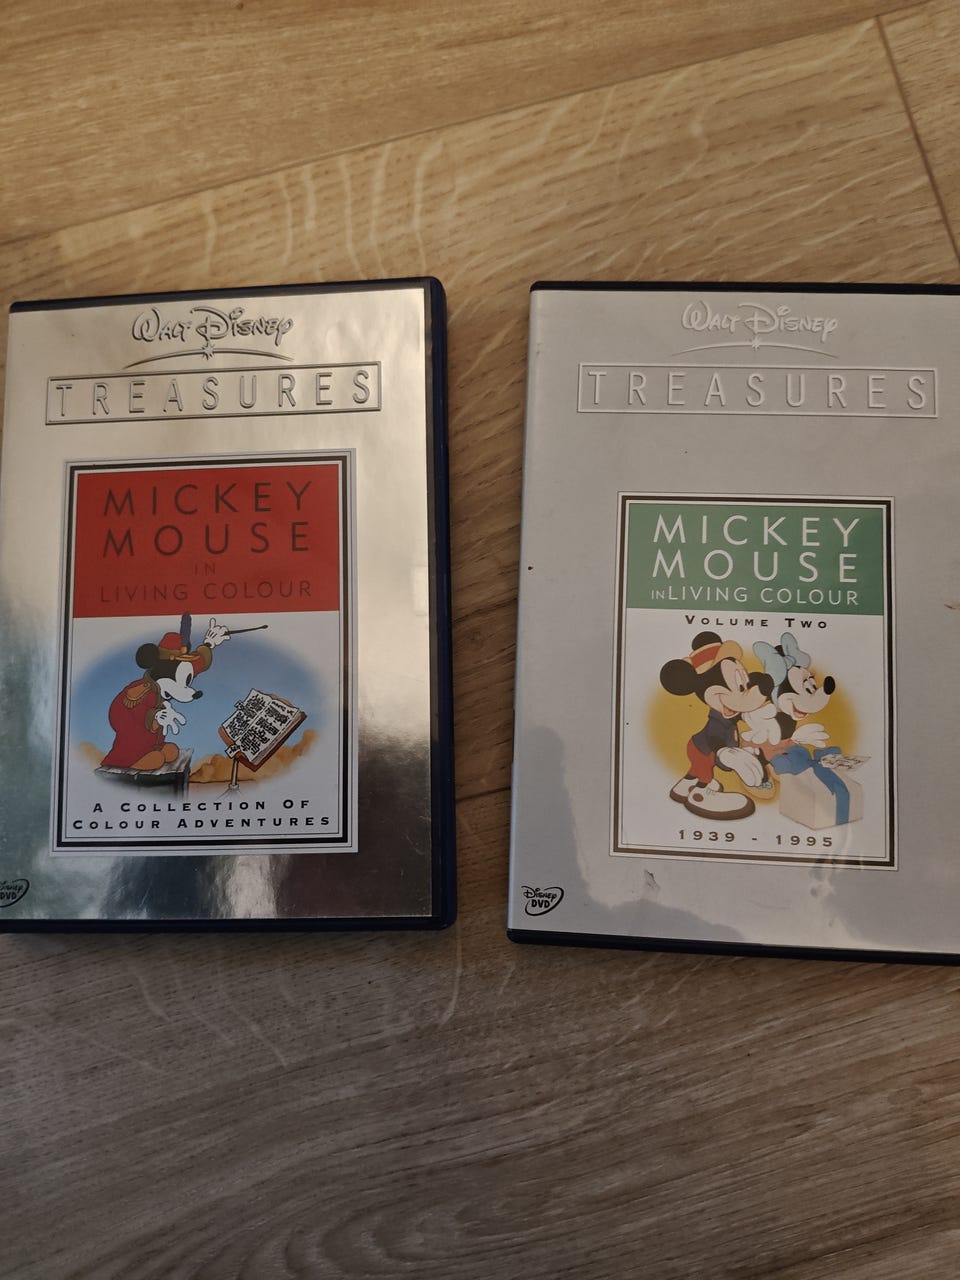 WALT DISNEY
TREASURES
MICKEY
MOUSE
IN
LIVING COLOUR
A COLLECTION OF
COLOUR ADVENTURES
DISNEY
DVD
WALT DISNEY
TREASURES
MICKEY
MOUSE
IN LIVING COLOUR
VOLUME TWO
1939 - 1995
DISNEY
DVD